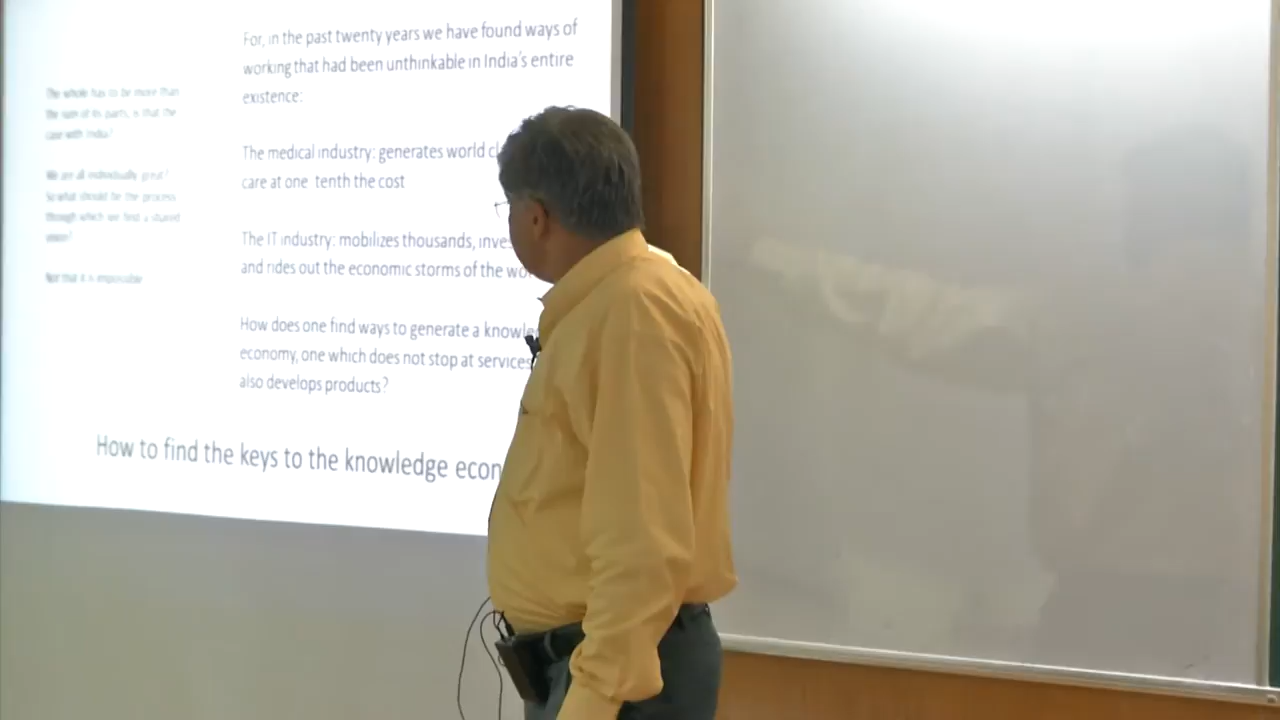 The whole has to be more than
the sum of its parts, is that the
case with India?
We are all individually great!
So what should be the process
through which we find a shared
Not that it is impossible
For, in the past twenty years we have found ways of
working that had been unthinkable in India's entire
existence:
The medical industry: generates world cl
care at one tenth the cost
The IT industry: mobilizes thousands, inve
and rides out the economic storms of the wo
How does one find ways to generate a knowle
economy, one which does not stop at services
also develops products?
How to find the keys to the knowledge econ